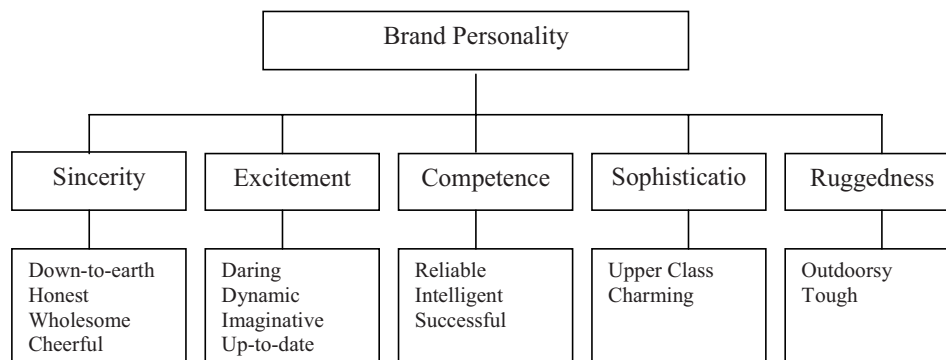 Brand Personality
Sincerity
Excitement
Competence
Sophisticatio
Ruggedness
Down-to-earth
Honest
Wholesome
Cheerful
Daring
Dynamic
Imaginative
Up-to-date
Reliable
Intelligent
Successful
Upper Class
Charming
Outdoorsy
Tough